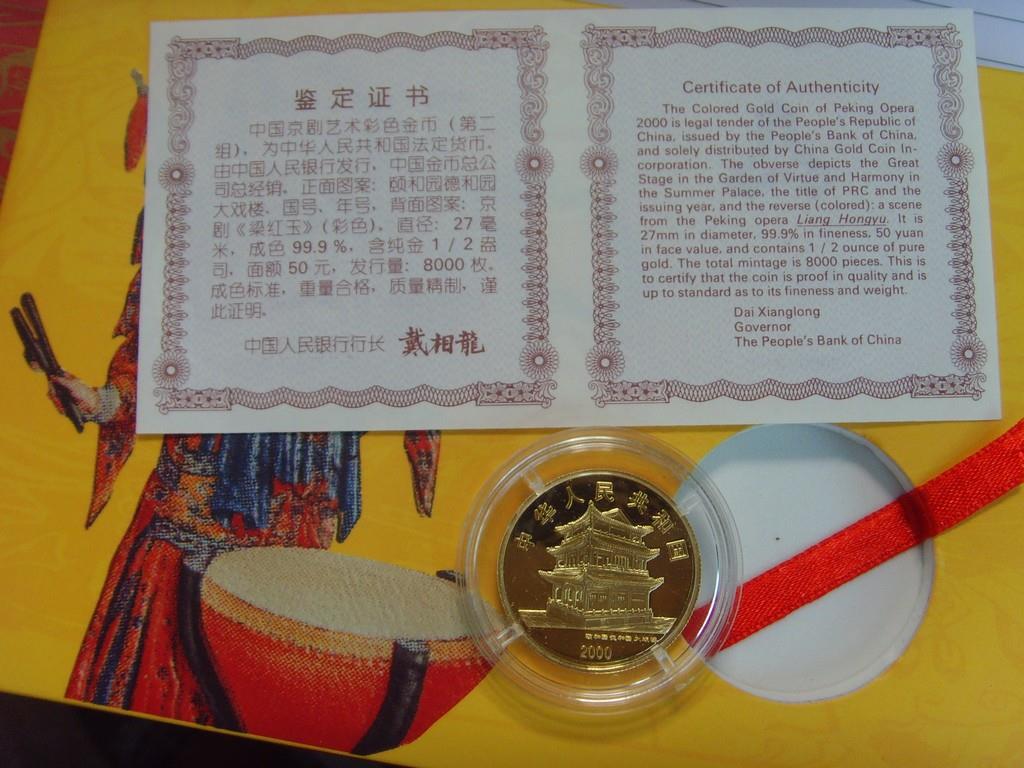 鉴定证书
中国京剧艺术彩色金币（第二
组），为中华人民共和国法定货币。
由中国人民银行发行，中国金币总公
司总经销。正面图案：颐和园德和园
大戏楼、国号、年号，背面图案：京
剧《梁红玉》（彩色），直径：27毫
米，成色99.9％，含纯金1/2盎
司，面额50元，发行量：8000枚。
成色标准，重量合格，质量精制，谨
此证明。
中国人民银行行长 戴相龍
Certificate of Authenticity
The Colored Gold Coin of Peking Opera
2000 is legal tender of the People's Republic of
China, issued by the People's Bank of China,
and solely distributed by China Gold Coin In-
corporation. The obverse depicts the Great
Stage in the Garden of Virtue and Harmony in
the Summer Palace, the title of PRC and the
issuing year, and the reverse (colored): a scene
from the Peking opera Liang Hongyu. It is
27mm in diameter, 99.9% in fineness, 50 yuan
in face value, and contains 1 / 2 ounce of pure
gold. The total mintage is 8000 pieces. This is
to certify that the coin is proof in quality and is
up to standard as to its fineness and weight.
Dai Xianglong
Governor
The People's Bank of China
中华人民共和国
颐和园德和园大戏楼
2000